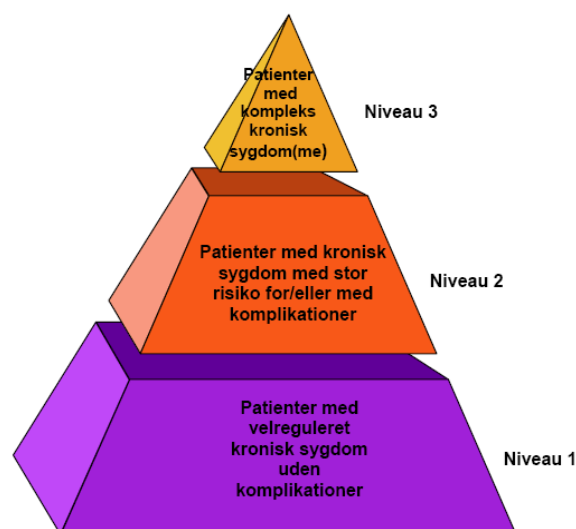 Patienter
med
kompleks
kronisk
sygdom(me)
Niveau 3
Patienter med kronisk
sygdom med stor
risiko for/eller med
komplikationer
Niveau 2
Patienter med
velreguleret
kronisk sygdom
uden
komplikationer
Niveau 1